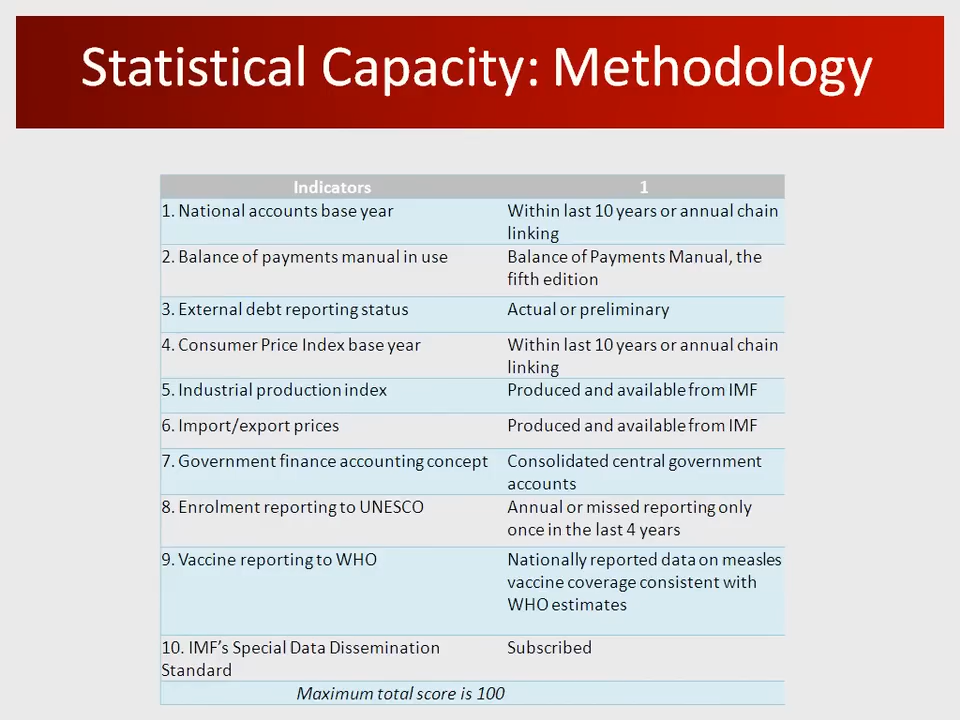 Statistical Capacity: Methodology
Indicators 1
1. National accounts base year Within last 10 years or annual chain
linking
2. Balance of payments manual in use Balance of Payments Manual, the
fifth edition
3. External debt reporting status Actual or preliminary
4. Consumer Price Index base year Within last 10 years or annual chain
linking
5. Industrial production index Produced and available from IMF
6. Import/export prices Produced and available from IMF
7. Government finance accounting concept Consolidated central government
accounts
8. Enrolment reporting to UNESCO Annual or missed reporting only
once in the last 4 years
9. Vaccine reporting to WHO Nationally reported data on measles
vaccine coverage consistent with
WHO estimates
10. IMF's Special Data Dissemination Subscribed
Standard
Maximum total score is 100